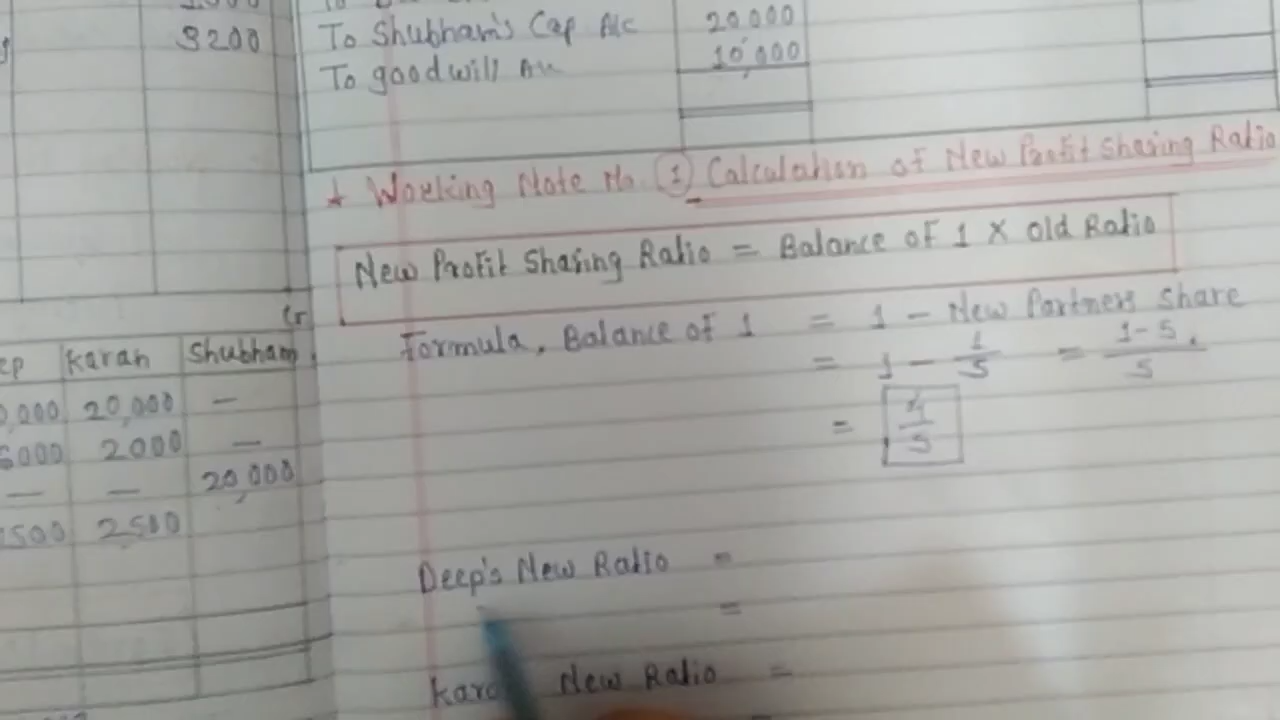 3200
Cr
Karan Shubham
,000 20,000 —
6000 2000 —
— — 20,000
2500 2500
To Shubham's Cap A/c 20,000
To goodwill A/c 10,000
★ Working Note No. ① Calculation of New Profit Sharing Ratio
New Profit Sharing Ratio = Balance of 1 X Old Ratio
Formula, Balance of 1 = 1 - New Partners Share
= 1 - 1/5 = 1-5/5
= 4/5
Deep's New Ratio =
=
New Ratio =